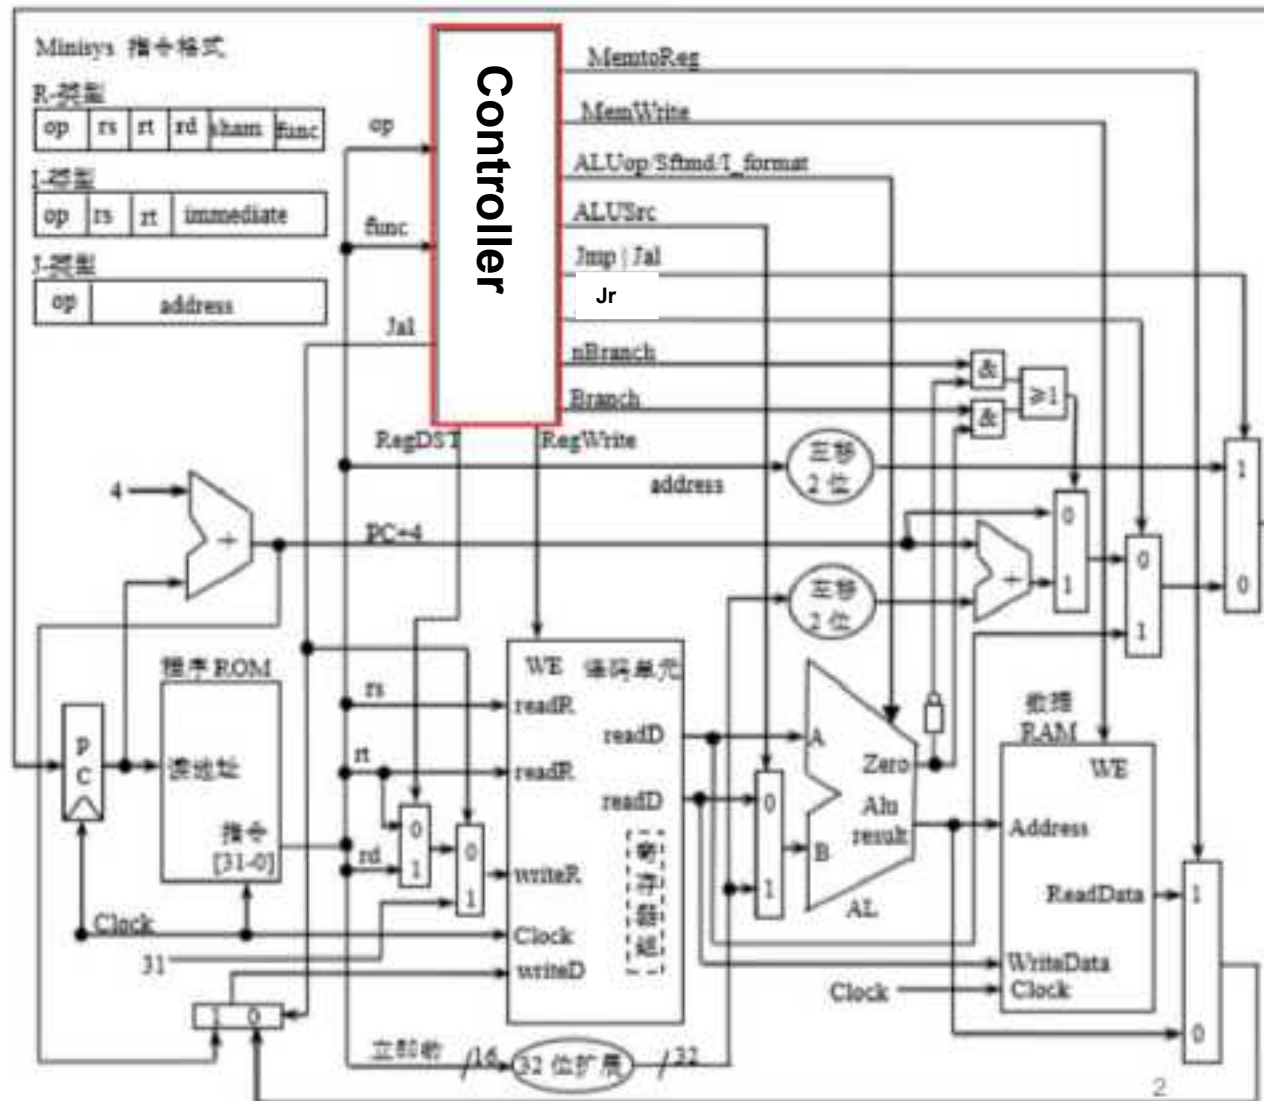 Minisys 指令格式
R-类型
op rs rt rd sham func
I-类型
op rs rt immediate
J-类型
op address
Controller
op
func
Jal
MemtoReg
MemWrite
ALUop/Sftmd/I_format
ALUSrc
Jmp | Jal
Jr
nBranch
Branch
RegDST
RegWrite
&
&
≥1
左移
2 位
address
1
0
4
+
PC+4
0
1
+
0
1
左移
2 位
程序 ROM
读地址
指令
[31-0]
P
C
Clock
31
rs
rt
rd
0
1
0
1
WE 译码单元
readR
readR
writeR
Clock
writeD
readD
readD
寄存器组
0
1
A
B
Zero
Alu
result
AL
数据
RAM
WE
Address
ReadData
WriteData
Clock
Clock
1
0
1 0
立即数
16
32 位扩展
32
2